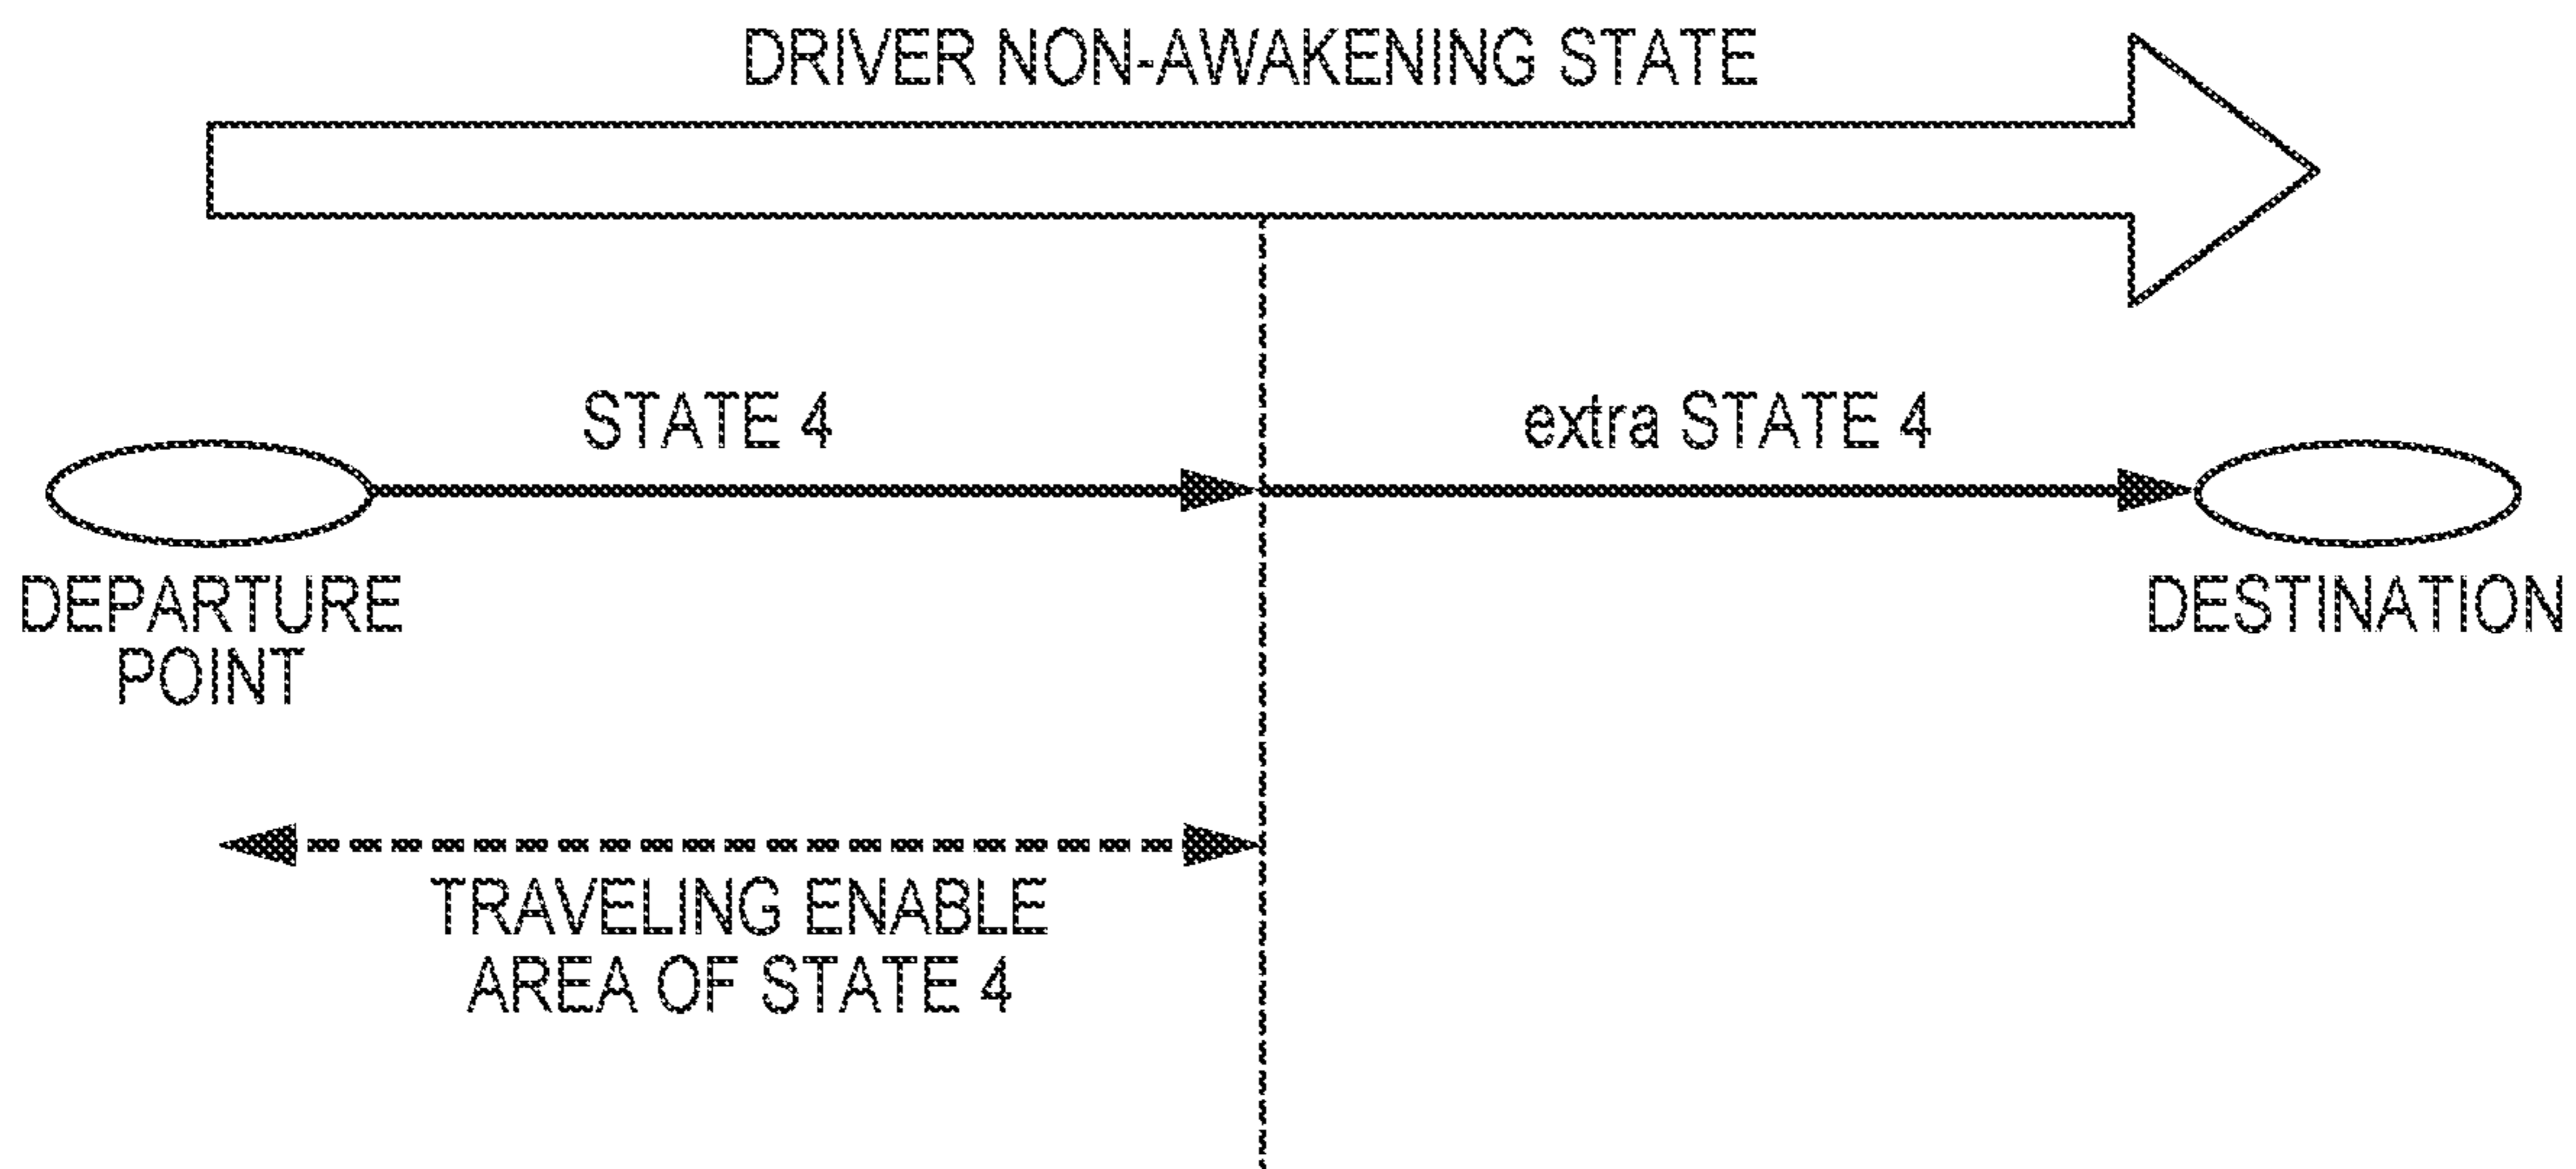 DRIVER NON-AWAKENING STATE
STATE 4
extra STATE 4
DEPARTURE
POINT
DESTINATION
TRAVELING ENABLE
AREA OF STATE 4